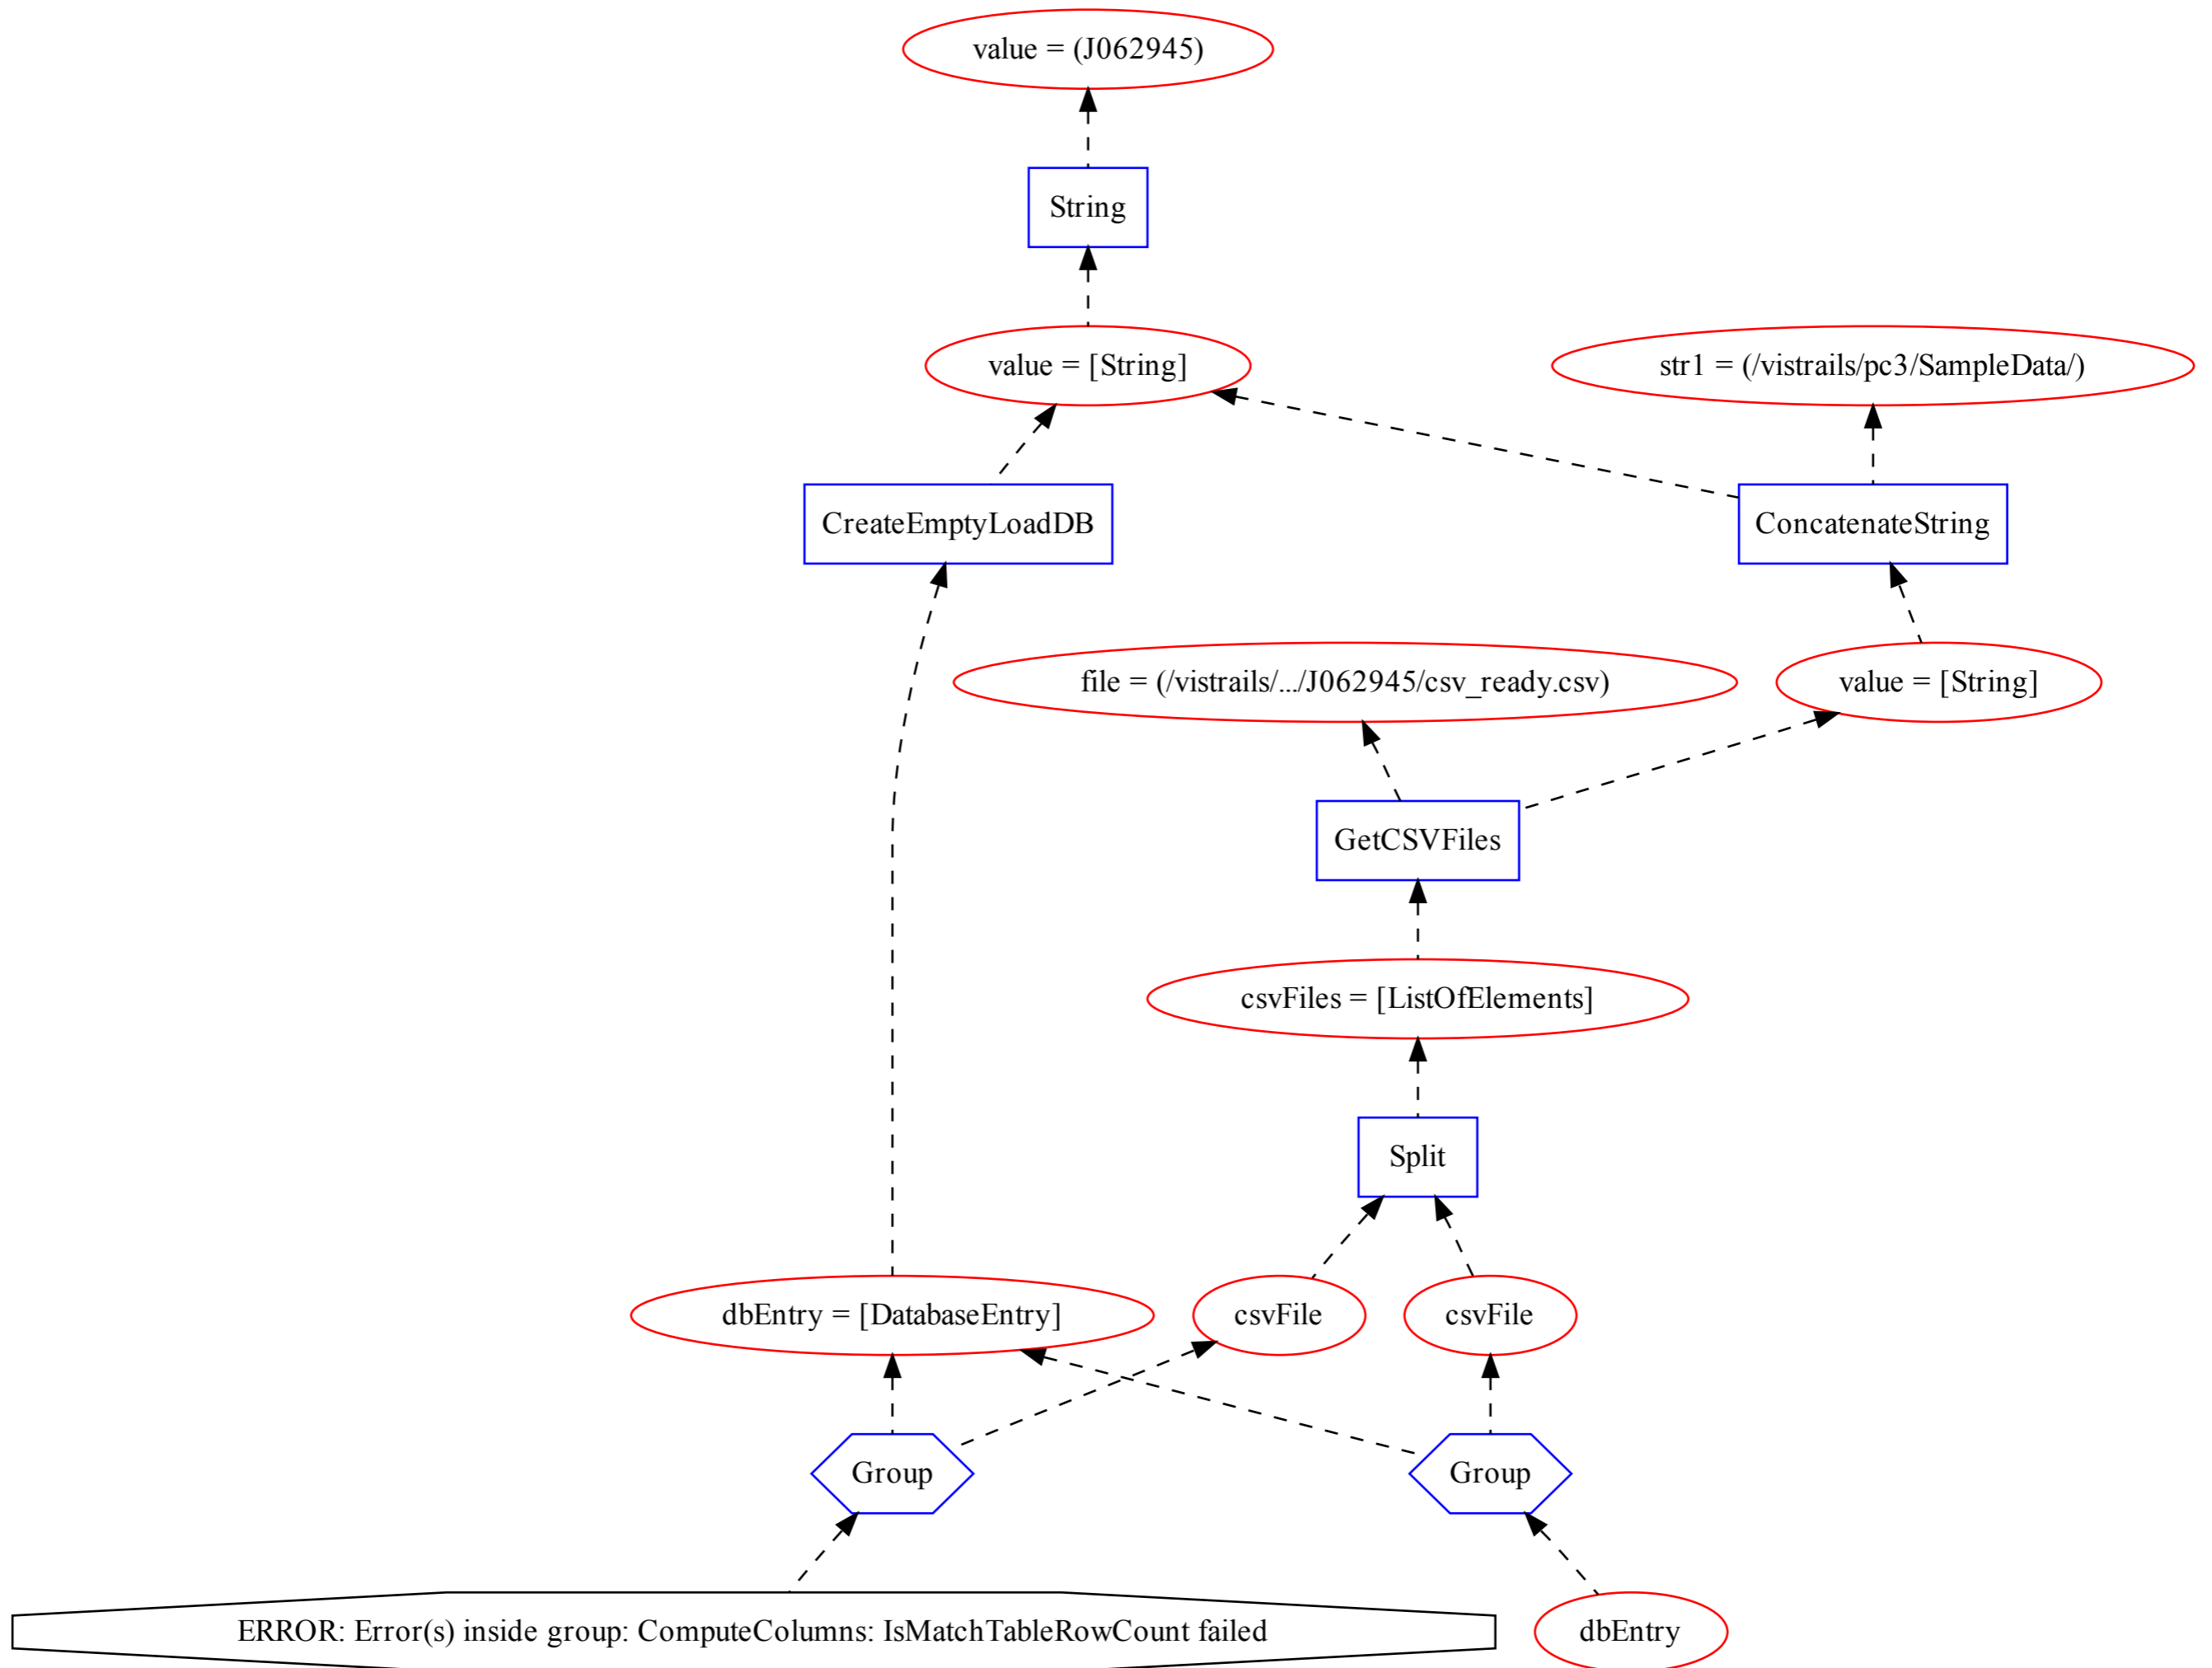 value = (J062945)
String
value = [String]
str1 = (/vistrails/pc3/SampleData/)
CreateEmptyLoadDB
ConcatenateString
file = (/vistrails/.../J062945/csv_ready.csv)
value = [String]
GetCSVFiles
csvFiles = [ListOfElements]
Split
dbEntry = [DatabaseEntry]
csvFile
csvFile
Group
Group
ERROR: Error(s) inside group: ComputeColumns: IsMatchTableRowCount failed
dbEntry